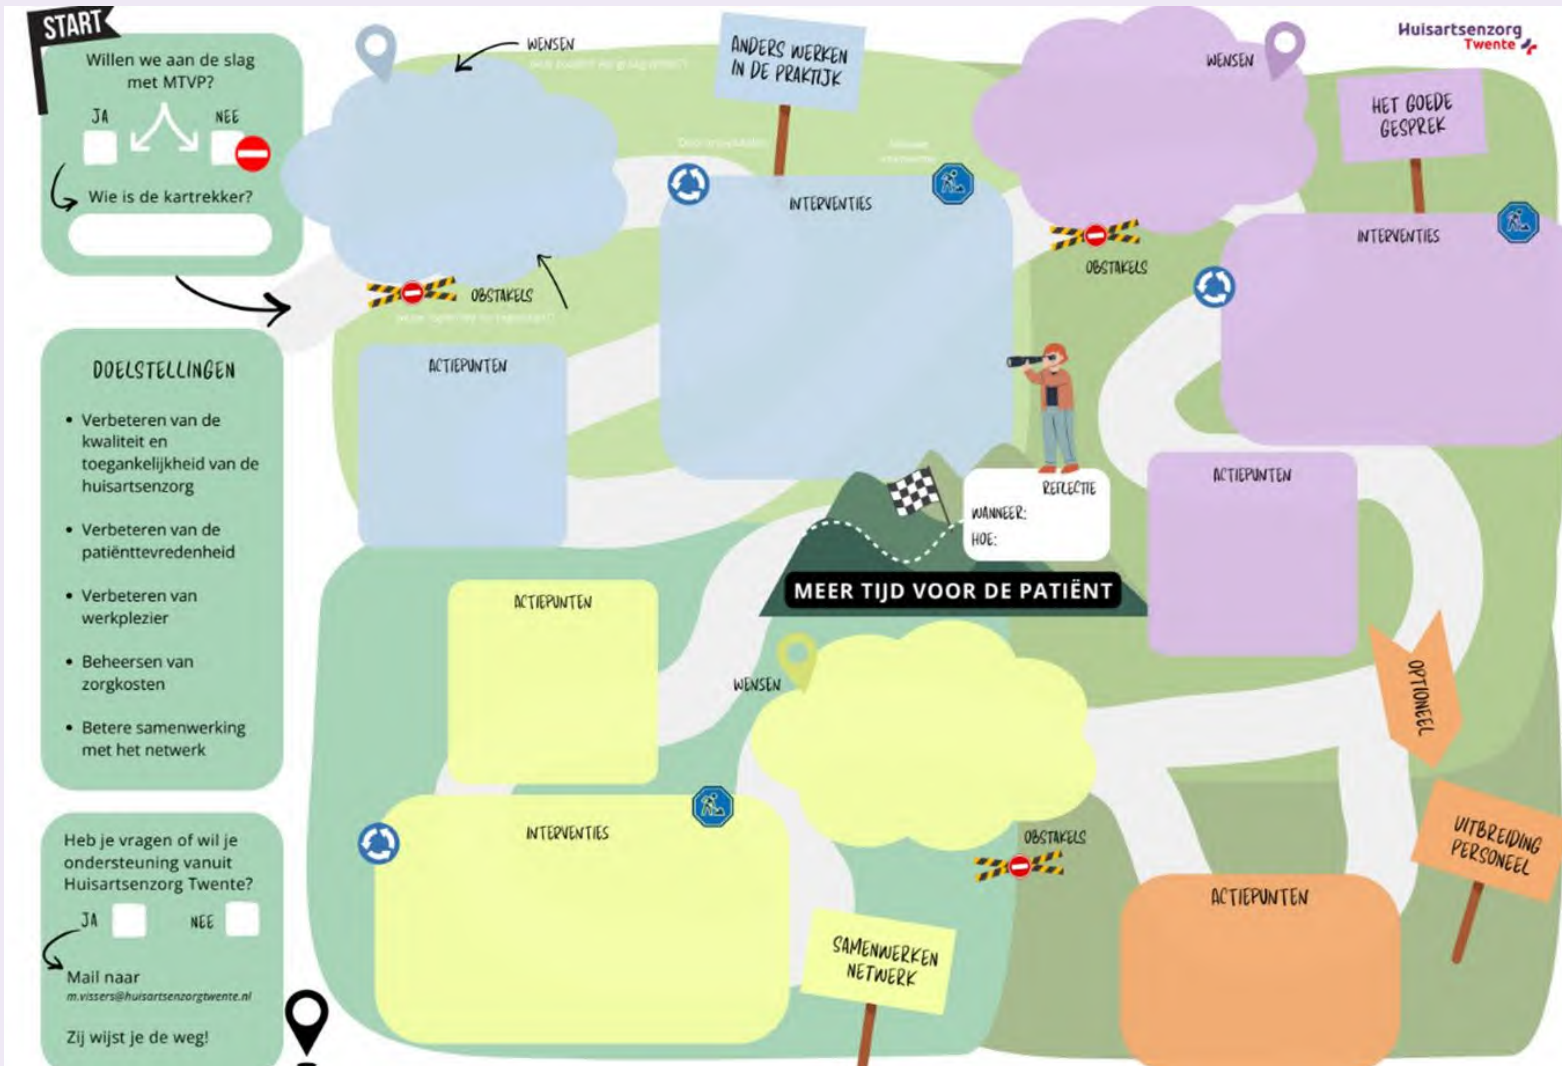 START
Willen we aan de slag
met MTVP?
JA
NEE
Wie is de kartrekker?
DOELSTELLINGEN
• Verbeteren van de
kwaliteit en
toegankelijkheid van de
huisartsenzorg
• Verbeteren van de
patiënttevredenheid
• Verbeteren van
werkplezier
• Beheersen van
zorgkosten
• Betere samenwerking
met het netwerk
Heb je vragen of wil je
ondersteuning vanuit
Huisartsenzorg Twente?
JA
NEE
Mail naar
m.vissers@huisartsenzorgtwente.nl
Zij wijst je de weg!
WENSEN
OBSTAKELS
ANDERS WERKEN
IN DE PRAKTIJK
INTERVENTIES
ACTIEPUNTEN
Huisartsenzorg
Twente
WENSEN
OBSTAKELS
HET GOEDE
GESPREK
INTERVENTIES
ACTIEPUNTEN
REFLECTIE
WANNEER:
HOE:
MEER TIJD VOOR DE PATIËNT
WENSEN
OBSTAKELS
ACTIEPUNTEN
INTERVENTIES
SAMENWERKEN
NETWERK
OPTIONEEL
UITBREIDING
PERSONEEL
ACTIEPUNTEN